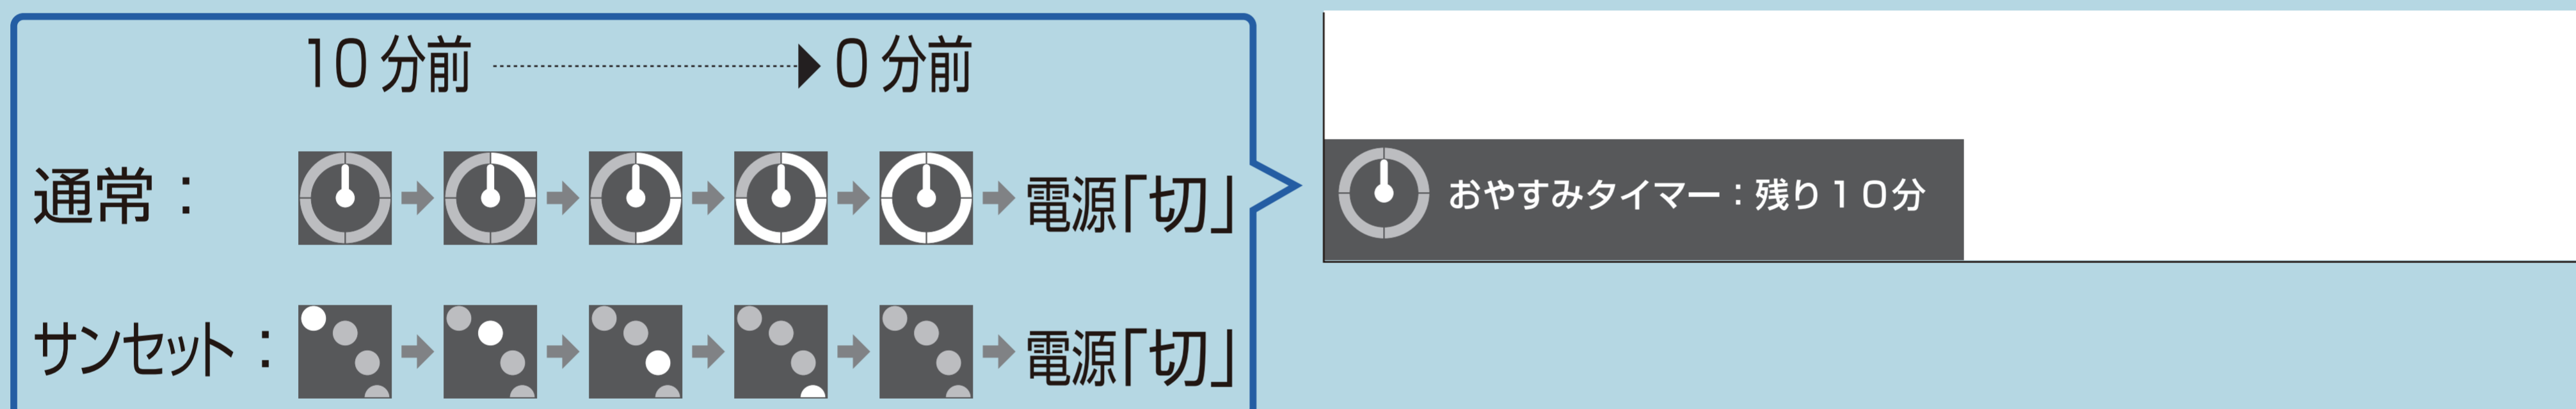 10分前 0分前
通常： 電源「切」
サンセット： 電源「切」
おやすみタイマー：残り10分